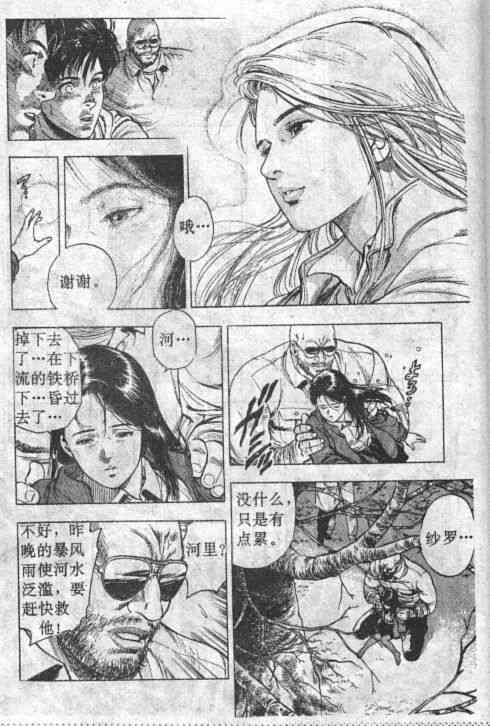 哦…
谢谢。
纱罗…
没什么，
只是有
点累。
河…
掉下去
了…在下
流的铁桥
下…昏过
去了…
河里？
不好，昨
晚的暴风
雨使河水
泛滥，要
赶快救
他！